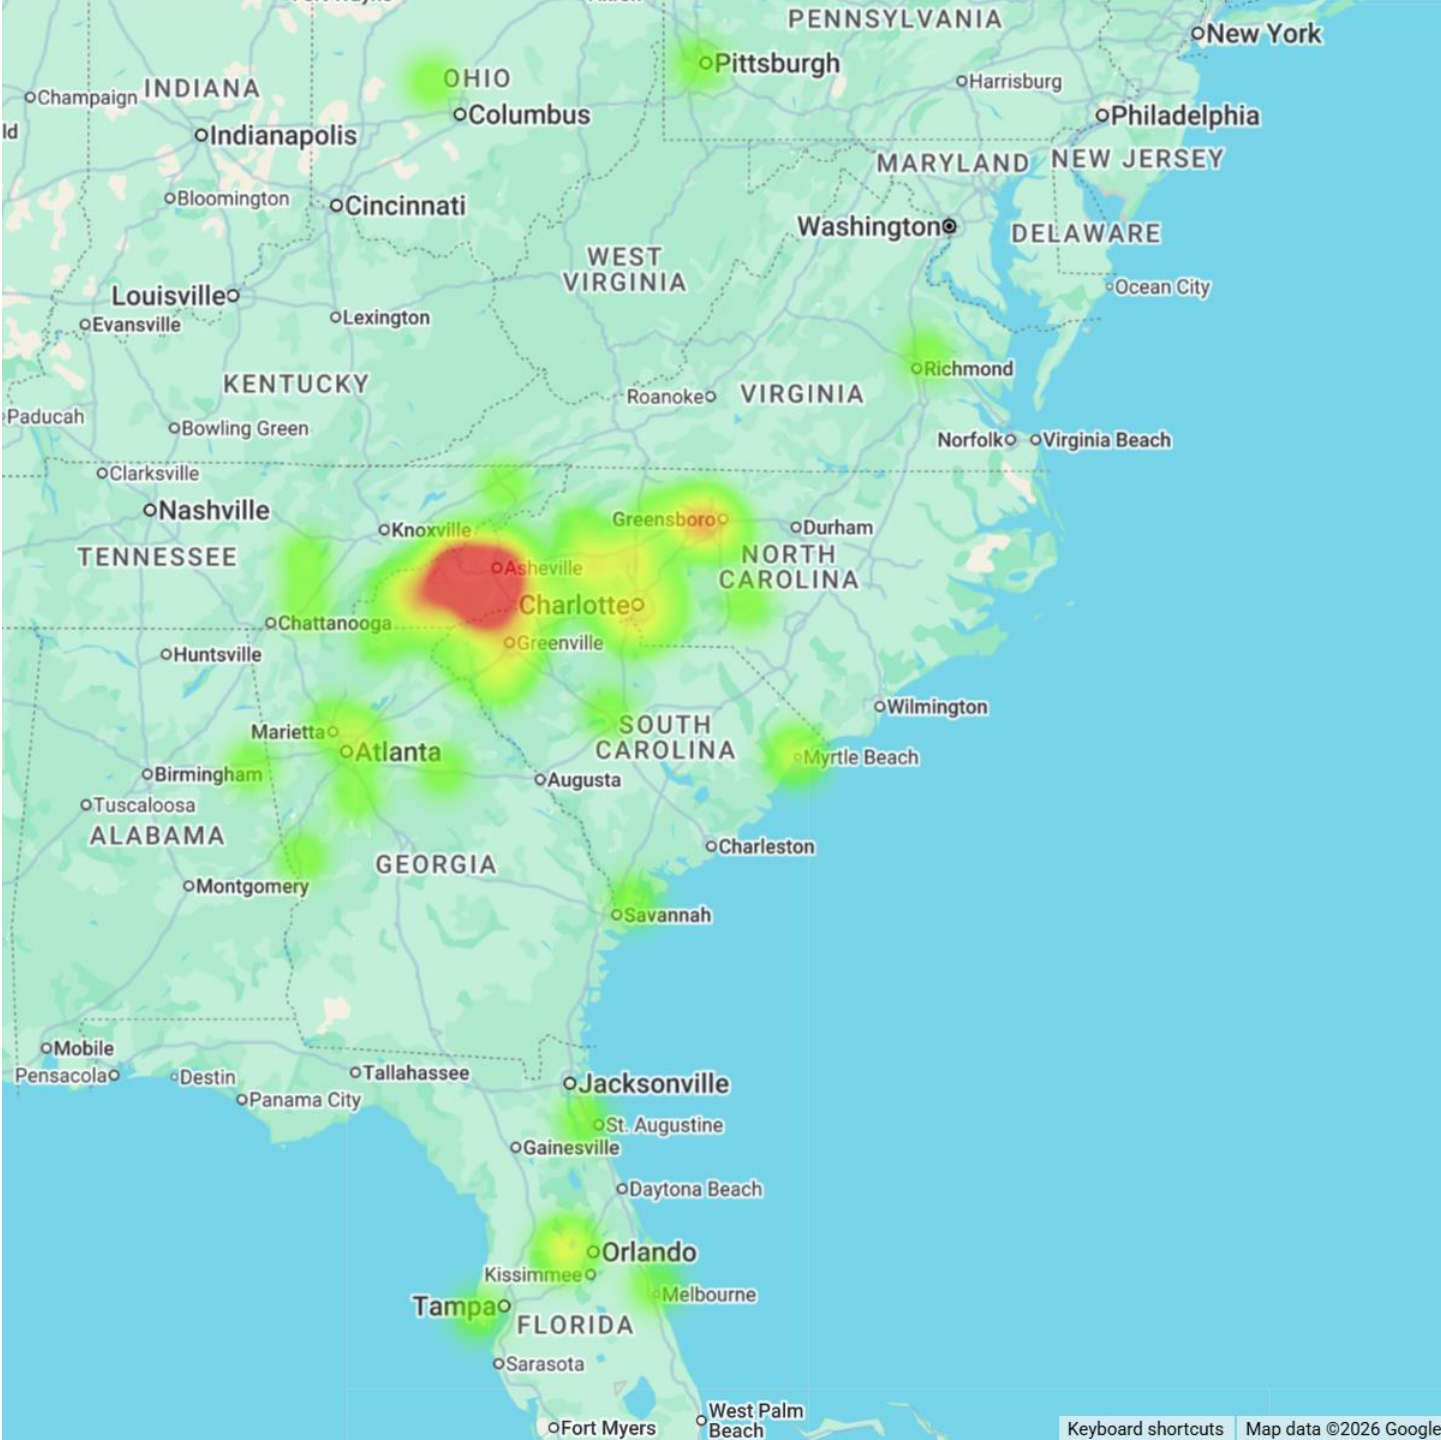 PENNSYLVANIA
New York
Pittsburgh
OHIO
Harrisburg
INDIANA
Champaign
Columbus
Philadelphia
ld
Indianapolis
MARYLAND
NEW JERSEY
Bloomington
Cincinnati
Washington
DELAWARE
WEST
VIRGINIA
Ocean City
Louisville
Evansville
Lexington
Richmond
KENTUCKY
Roanoke
VIRGINIA
Paducah
Bowling Green
Norfolk
Virginia Beach
Clarksville
Nashville
Greensboro
Knoxville
Durham
TENNESSEE
NORTH
CAROLINA
Asheville
Charlotte
Chattanooga
Greenville
Huntsville
Wilmington
SOUTH
CAROLINA
Marietta
Atlanta
Myrtle Beach
Birmingham
Augusta
Tuscaloosa
ALABAMA
Charleston
GEORGIA
Montgomery
Savannah
Mobile
Pensacola
Destin
Tallahassee
Jacksonville
Panama City
St. Augustine
Gainesville
Daytona Beach
Orlando
Kissimmee
Melbourne
Tampa
FLORIDA
Sarasota
West Palm
Beach
Fort Myers
Keyboard shortcuts
Map data ©2026 Google